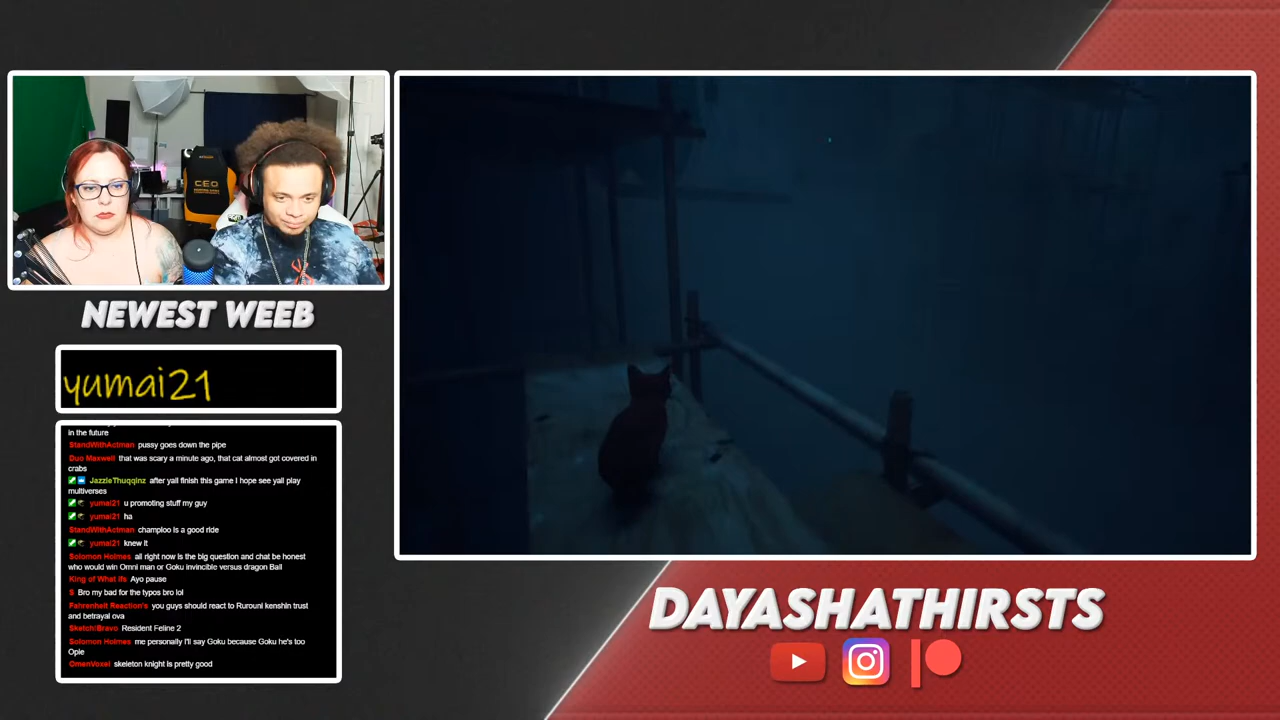 CEO
NEWEST WEEB
yumai21
in the future
StandWithActman pussy goes down the pipe
Duo Maxwell that was scary a minute ago, that cat almost got covered in
crabs
JazzieThuqqinz after yall finish this game I hope see yall play
multiverses
yumai21 u promoting stuff my guy
yumai21 ha
StandWithActman champloo is a good ride
yumai21 knew it
Solomon Holmes all right now is the big question and chat be honest
who would win Omni man or Goku invincible versus dragon Ball
King of What ifs Ayo pause
S Bro my bad for the typos bro lol
Fahrenheit Reaction's you guys should react to Rurouni kenshin trust
and betrayal ova
Sketch!Bravo Resident Feline 2
Solomon Holmes me personally I'll say Goku because Goku he's too
Opie
OmenVoxel skeleton knight is pretty good
DAYASHATHIRSTS